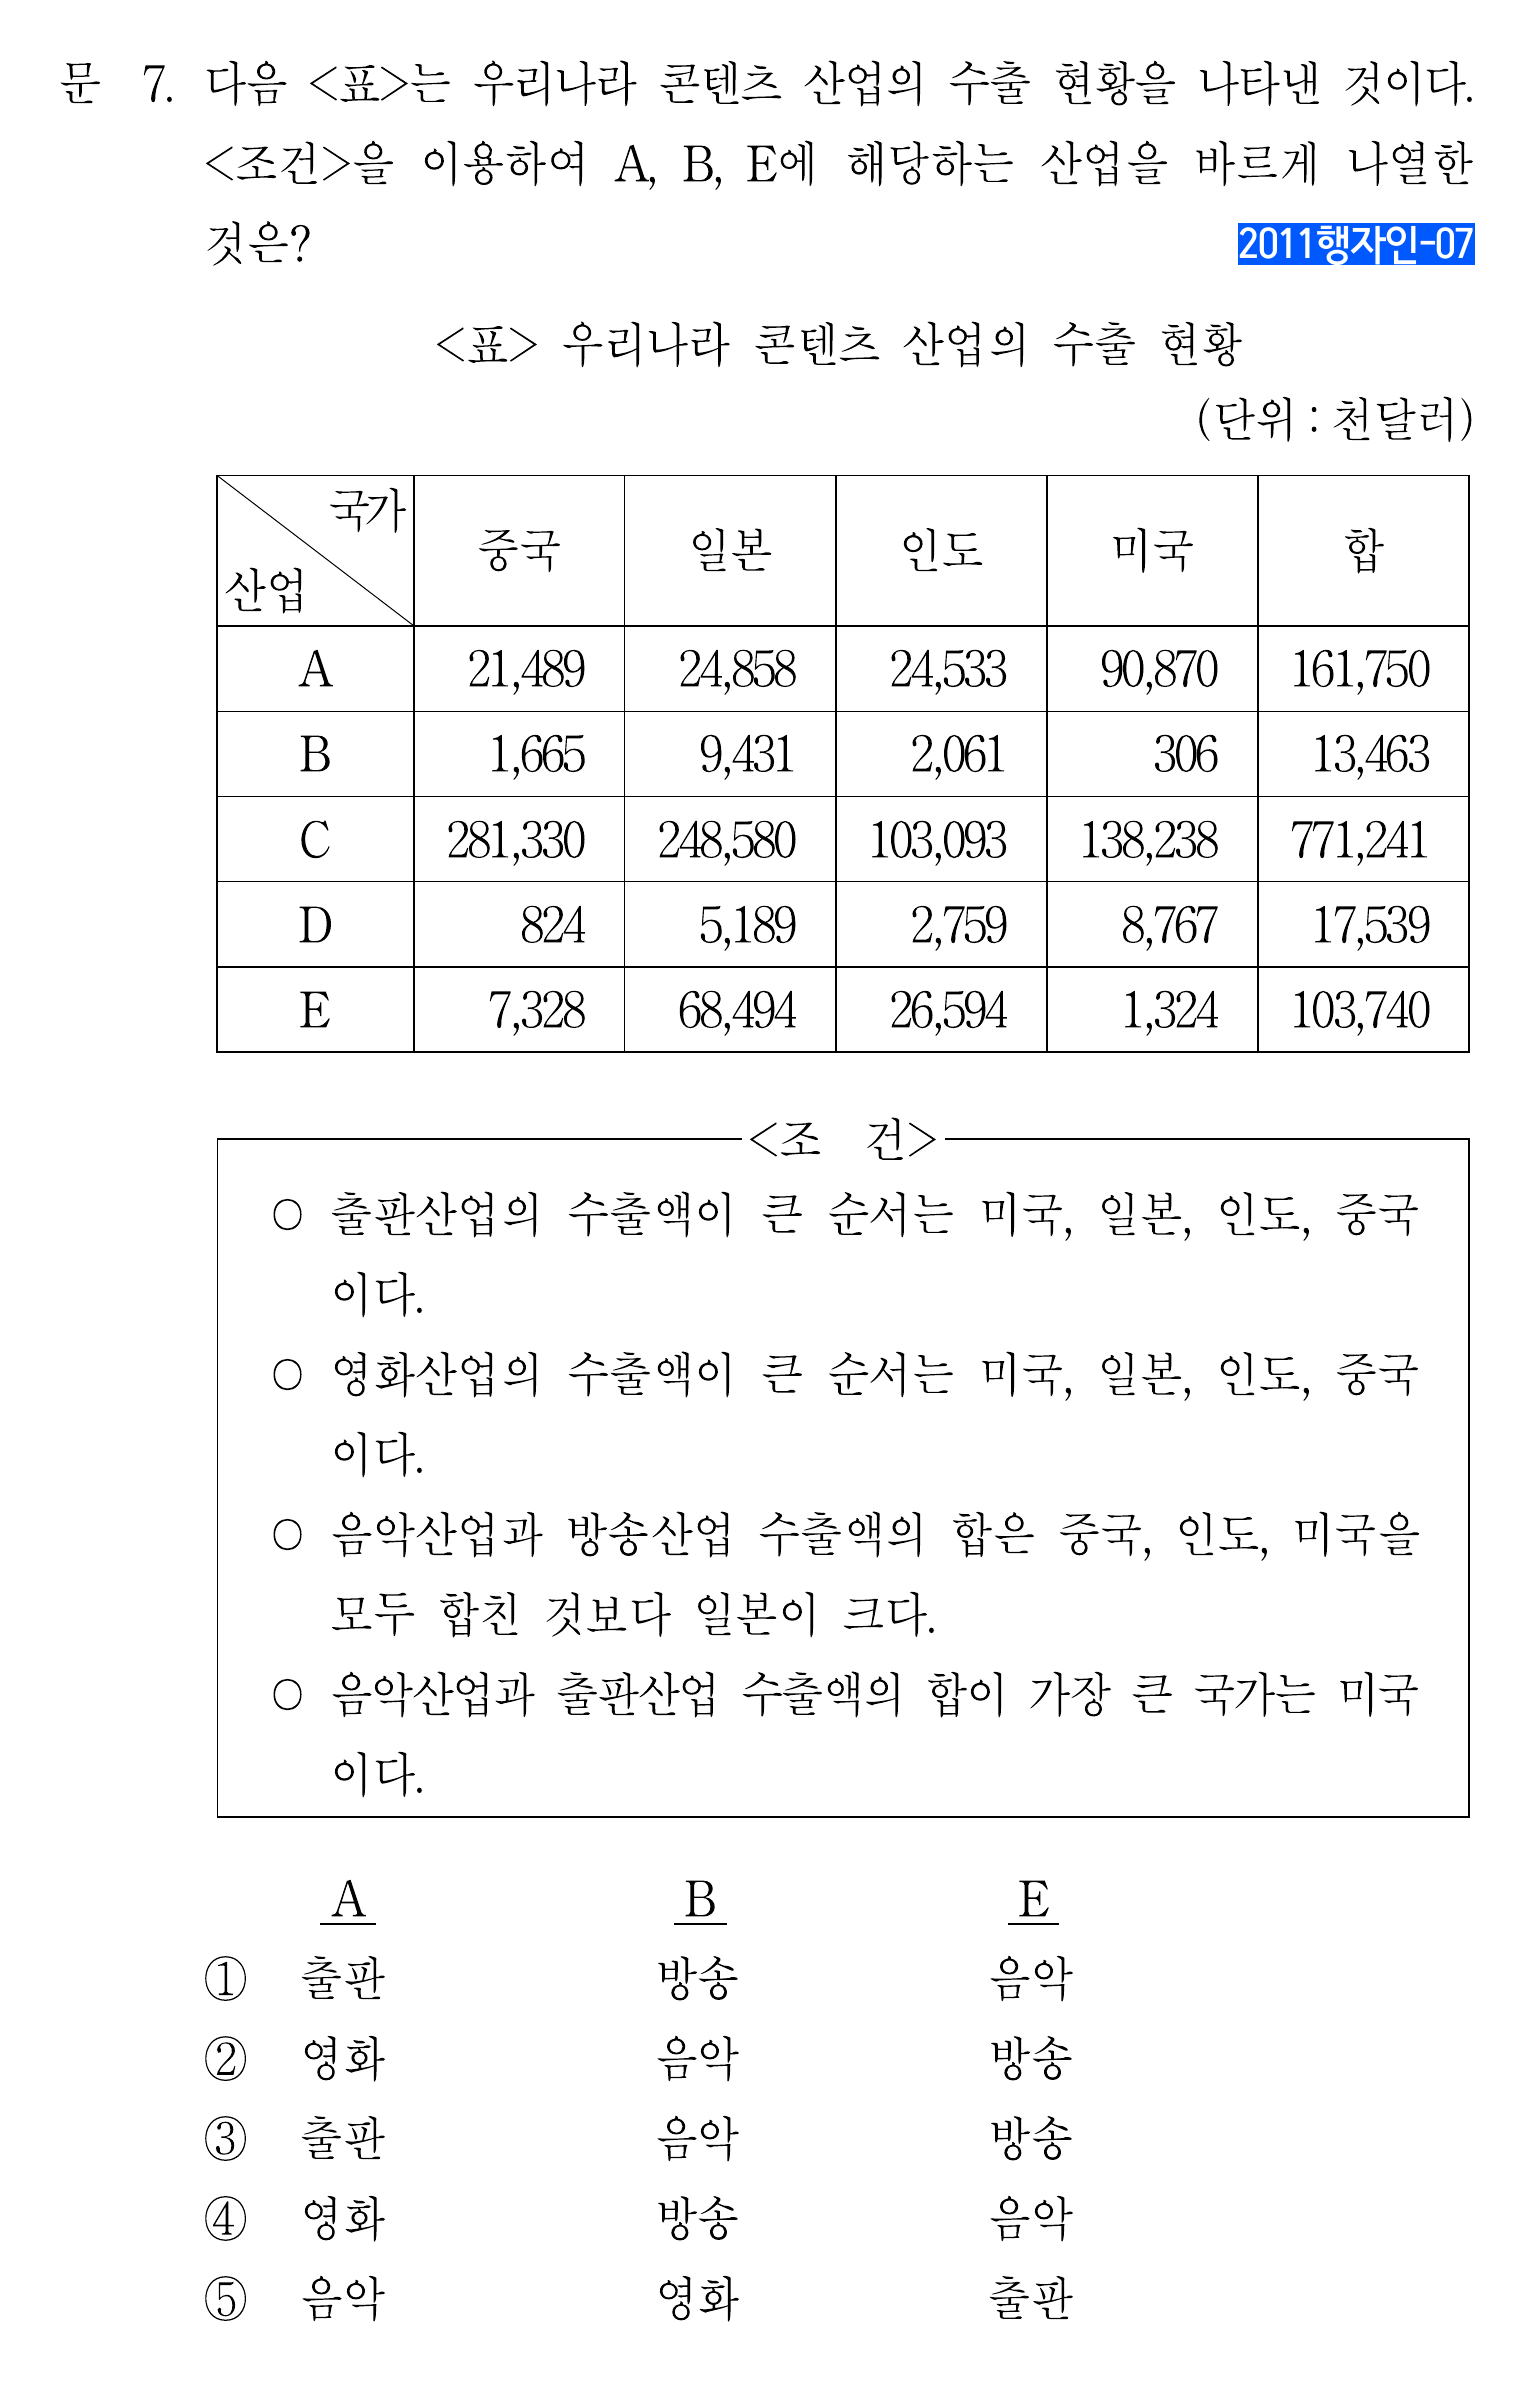 문 7. 다음 <표>는 우리나라 콘텐츠 산업의 수출 현황을 나타낸 것이다.
<조건>을 이용하여 A, B, E에 해당하는 산업을 바르게 나열한
것은? 2011행자인-07
<표> 우리나라 콘텐츠 산업의 수출 현황
(단위 : 천달러)
산업 국가 중국 일본 인도 미국 합
A 21,489 24,858 24,533 90,870 161,750
B 1,665 9,431 2,061 306 13,463
C 281,330 248,580 103,093 138,238 771,241
D 824 5,189 2,759 8,767 17,539
E 7,328 68,494 26,594 1,324 103,740
<조 건>
○ 출판산업의 수출액이 큰 순서는 미국, 일본, 인도, 중국
이다.
○ 영화산업의 수출액이 큰 순서는 미국, 일본, 인도, 중국
이다.
○ 음악산업과 방송산업 수출액의 합은 중국, 인도, 미국을
모두 합친 것보다 일본이 크다.
○ 음악산업과 출판산업 수출액의 합이 가장 큰 국가는 미국
이다.
A B E
① 출판 방송 음악
② 영화 음악 방송
③ 출판 음악 방송
④ 영화 방송 음악
⑤ 음악 영화 출판